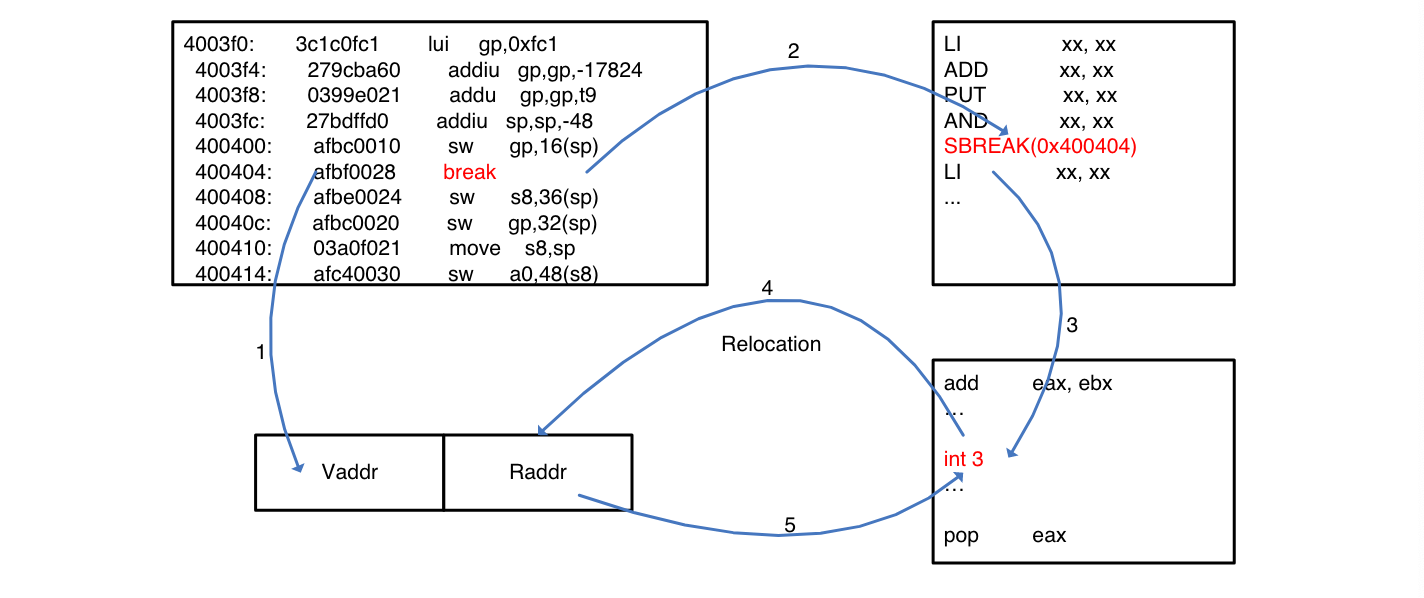 4003f0: 3c1c0fc1 lui gp,0xfc1
4003f4: 279cba60 addiu gp,gp,-17824
4003f8: 0399e021 addu gp,gp,t9
4003fc: 27bdffd0 addiu sp,sp,-48
400400: afbc0010 sw gp,16(sp)
400404: afbf0028 break
400408: afbe0024 sw s8,36(sp)
40040c: afbc0020 sw gp,32(sp)
400410: 03a0f021 move s8,sp
400414: afc40030 sw a0,48(s8)
2
LI xx, xx
ADD xx, xx
PUT xx, xx
AND xx, xx
SBREAK(0x400404)
LI xx, xx
...
1
4
Relocation
3
Vaddr
Raddr
5
add eax, ebx
...
int 3
...
pop eax